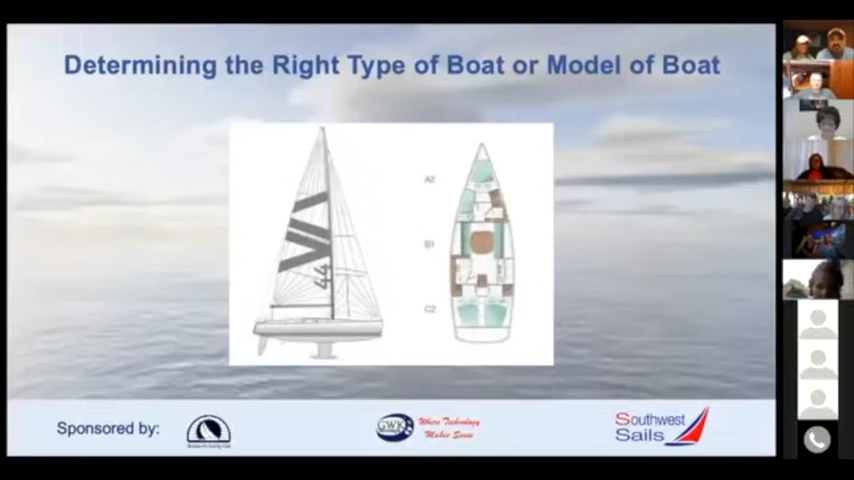 Determining the Right Type of Boat or Model of Boat
44
A2
B1
C2
Sponsored by:
GWK
Where Technology
Makes Sense
Southwest
Sails